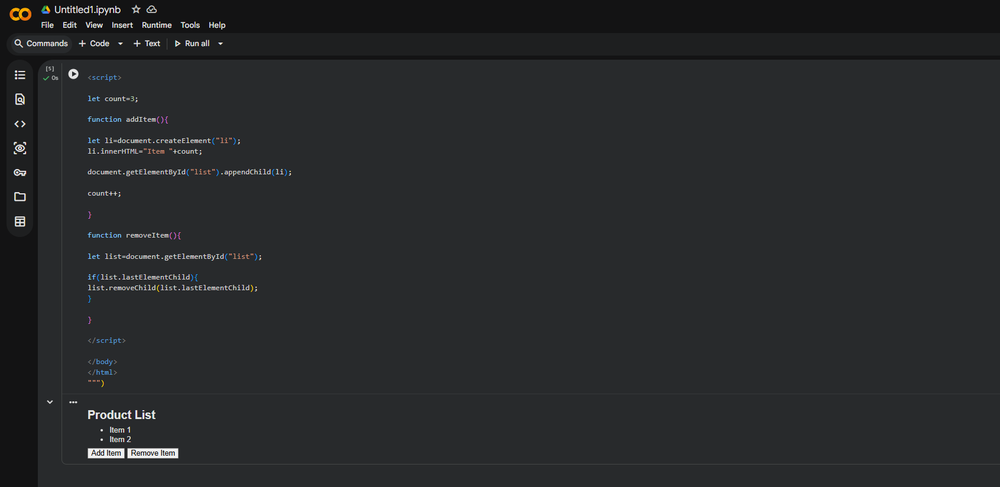 Untitled1.ipynb
File Edit View Insert Runtime Tools Help
Commands + Code + Text Run all
[5]
0s
<script>
let count=3;
function addItem(){
let li=document.createElement("li");
li.innerHTML="Item "+count;
document.getElementById("list").appendChild(li);
count++;
}
function removeItem(){
let list=document.getElementById("list");
if(list.lastElementChild){
list.removeChild(list.lastElementChild);
}
}
</script>
</body>
</html>
""")
Product List
• Item 1
• Item 2
Add Item Remove Item